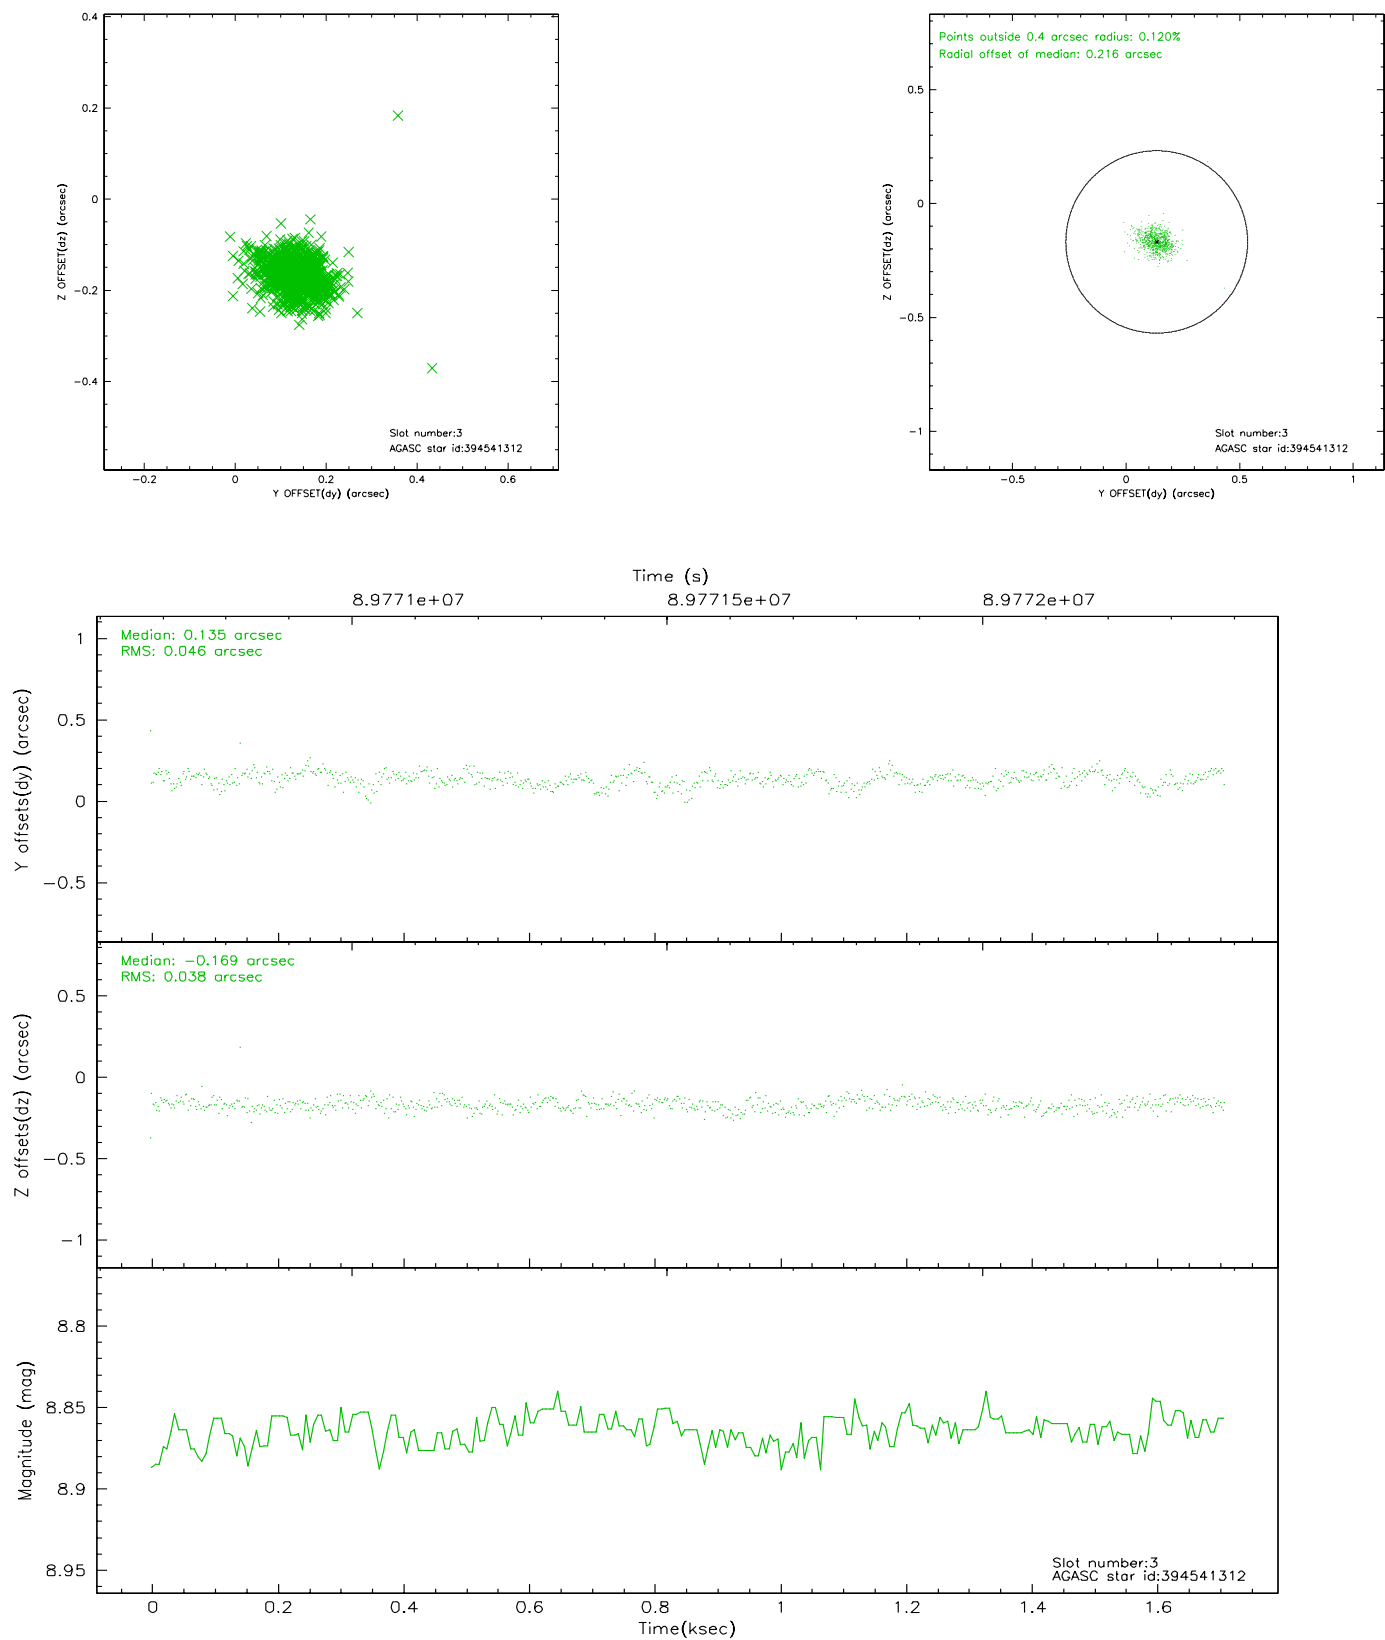 0.4
0.2
0
−0.2
−0.4
Z OFFSET(dz) (arcsec)
Slot number:3
AGASC star id:394541312
−0.2 0 0.2 0.4 0.6
Y OFFSET(dy) (arcsec)
Points outside 0.4 arcsec radius: 0.120%
Radial offset of median: 0.216 arcsec
0.5
0
−0.5
−1
Z OFFSET(dz) (arcsec)
Slot number:3
AGASC star id:394541312
−0.5 0 0.5 1
Y OFFSET(dy) (arcsec)
Time (s)
8.9771e+07 8.97715e+07 8.9772e+07
Median: 0.135 arcsec
RMS: 0.046 arcsec
1
0.5
0
−0.5
Y offsets(dy) (arcsec)
Median: −0.169 arcsec
RMS: 0.038 arcsec
0.5
0
−0.5
−1
Z offsets(dz) (arcsec)
8.8
8.85
8.9
8.95
Magnitude (mag)
Slot number:3
AGASC star id:394541312
0 0.2 0.4 0.6 0.8 1 1.2 1.4 1.6
Time(ksec)